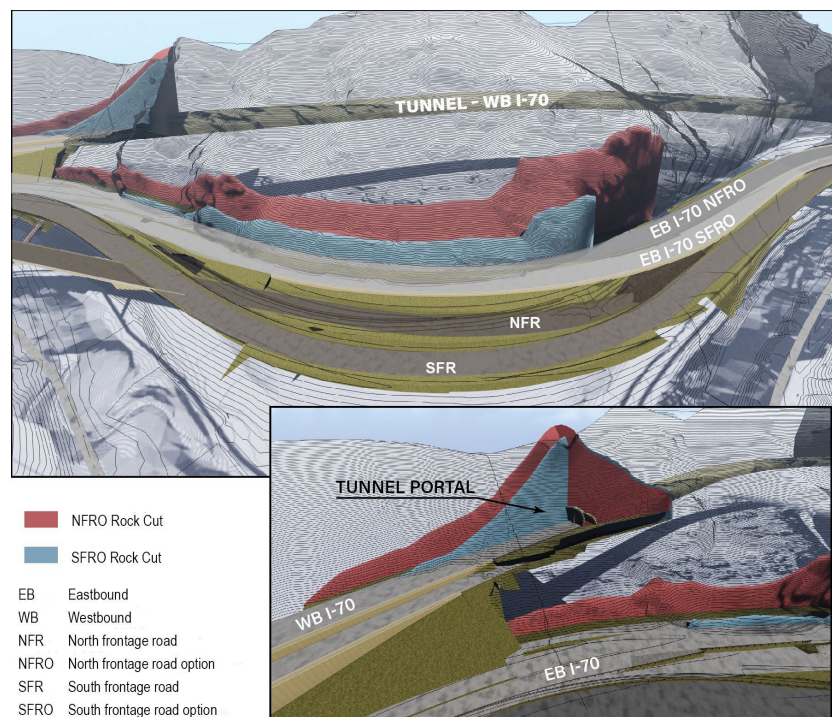 TUNNEL - WB I-70
EB I-70 NFRO
EB I-70 SFRO
NFR
SFR
TUNNEL PORTAL
WB I-70
EB I-70
NFRO Rock Cut
SFRO Rock Cut
EB Eastbound
WB Westbound
NFR North frontage road
NFRO North frontage road option
SFR South frontage road
SFRO South frontage road option